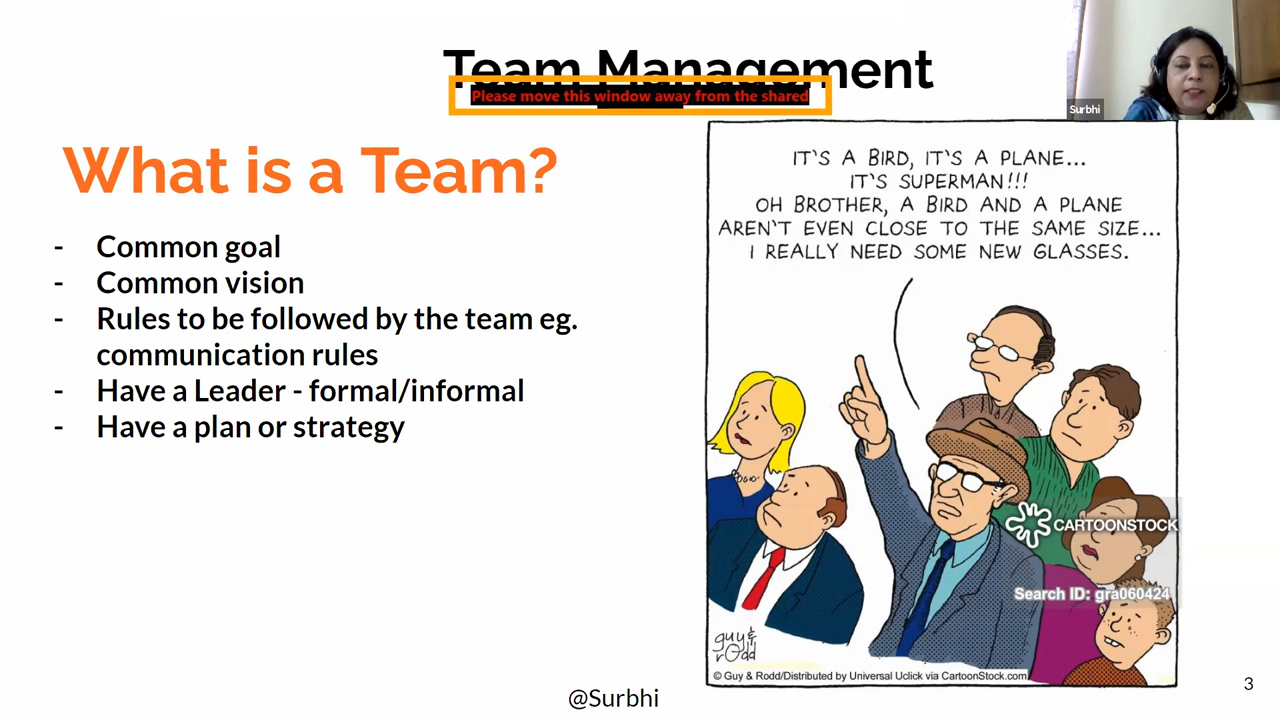 Team Management
Please move this window away from the shared
Surbhi
What is a Team?
- Common goal
- Common vision
- Rules to be followed by the team eg.
communication rules
- Have a Leader - formal/informal
- Have a plan or strategy
IT'S A BIRD, IT'S A PLANE...
IT'S SUPERMAN!!!
OH BROTHER, A BIRD AND A PLANE
AREN'T EVEN CLOSE TO THE SAME SIZE...
I REALLY NEED SOME NEW GLASSES.
CARTOONSTOCK
Search ID: gra060424
guy &
rodd
© Guy & Rodd/Distributed by Universal Uclick via CartoonStock.com
@Surbhi
3